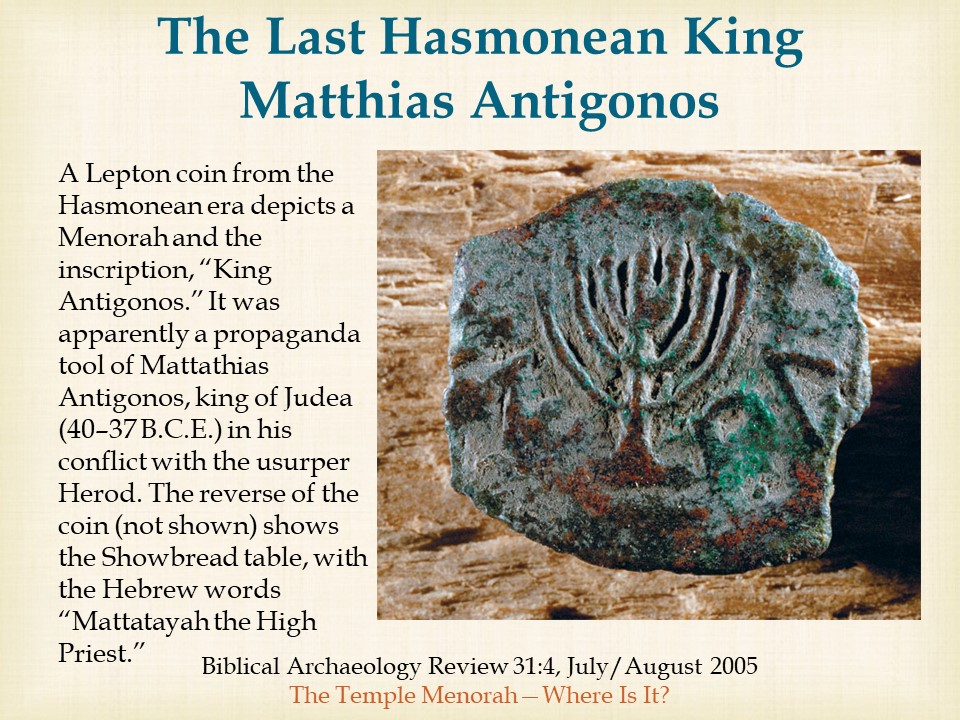 The Last Hasmonean King
Matthias Antigonos
A Lepton coin from the
Hasmonean era depicts a
Menorah and the
inscription, “King
Antigonos.” It was
apparently a propaganda
tool of Mattathias
Antigonos, king of Judea
(40–37 B.C.E.) in his
conflict with the usurper
Herod. The reverse of the
coin (not shown) shows
the Showbread table, with
the Hebrew words
“Mattatayah the High
Priest.”
Biblical Archaeology Review 31:4, July/August 2005
The Temple Menorah—Where Is It?